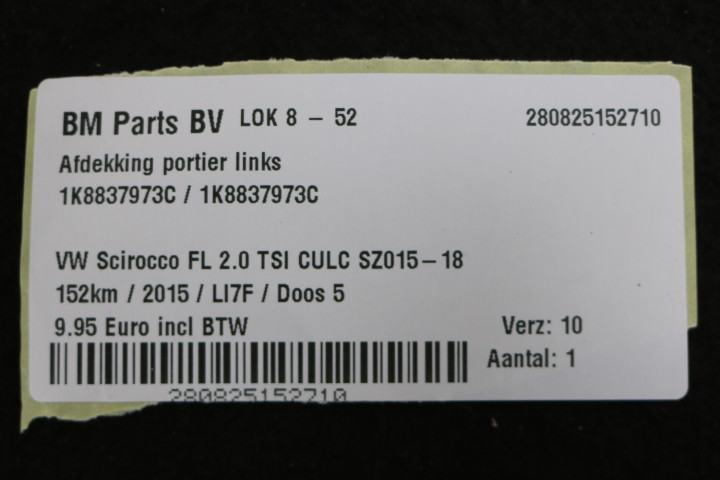 BM Parts BV LOK 8 - 52 280825152710
Afdekking portier links
1K8837973C / 1K8837973C
VW Scirocco FL 2.0 TSI CULC SZ015-18
152km / 2015 / LI7F / Doos 5
9.95 Euro incl BTW Verz: 10
Aantal: 1
280825152710